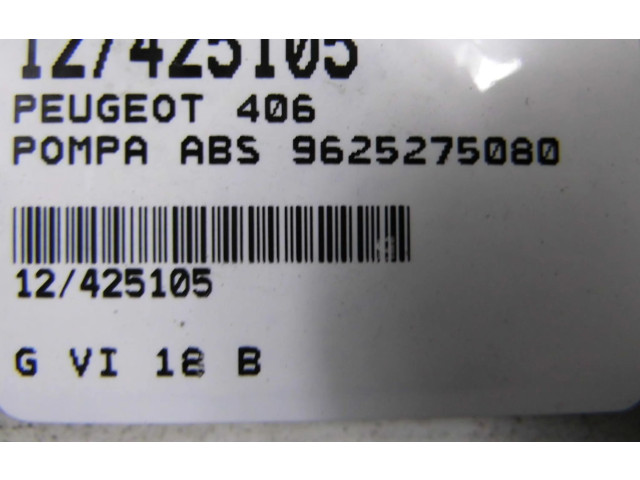 12/425105
PEUGEOT 406
POMPA ABS 9625275080
12/425105
G VI 18 B